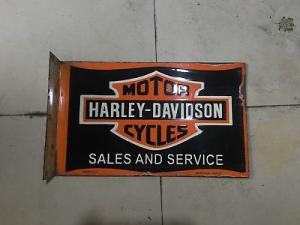 MOTOR
HARLEY-DAVIDSON
CYCLES
SALES AND SERVICE